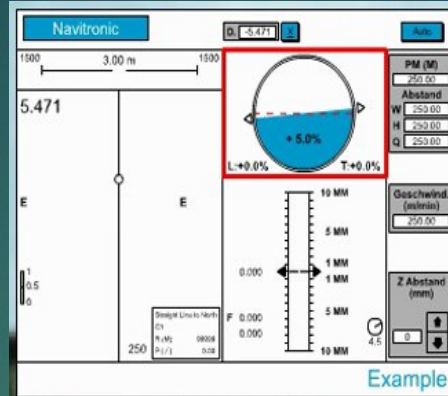 Navitronic
D. -5.471 X
Auto
1500 3.00 m 1500
5.471
+ 5.0%
L:+0.0% T:+0.0%
PM (M)
250.00
Abstand
W 250.00
H 250.00
Q 250.00
E E
10 MM
5 MM
1 MM
0.000
1 MM
Geschwind.
(m/min)
250.00
1
0.5
0
Straight Line to North
250
F 0.000
0.000
5 MM
10 MM
4.5
Z Abstand
(mm)
0
Example